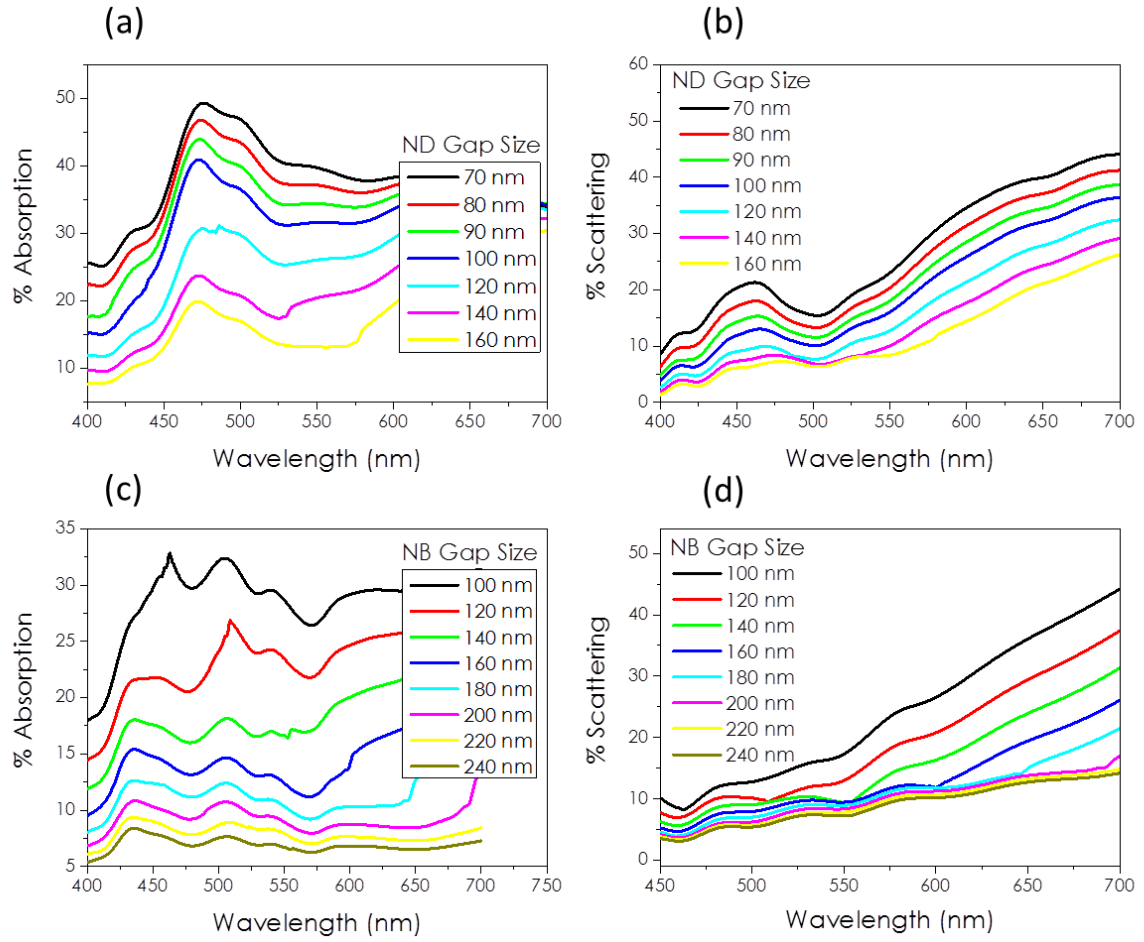 (a)
% Absorption
50
40
30
20
10
400 450 500 550 600 650 700
Wavelength (nm)
ND Gap Size
70 nm
80 nm
90 nm
100 nm
120 nm
140 nm
160 nm
(b)
% Scattering
60
50
40
30
20
10
0
400 450 500 550 600 650 700
Wavelength (nm)
ND Gap Size
70 nm
80 nm
90 nm
100 nm
120 nm
140 nm
160 nm
(c)
% Absorption
35
30
25
20
15
10
5
400 450 500 550 600 650 700 750
Wavelength (nm)
NB Gap Size
100 nm
120 nm
140 nm
160 nm
180 nm
200 nm
220 nm
240 nm
(d)
% Scattering
50
40
30
20
10
0
450 500 550 600 650 700
Wavelength (nm)
NB Gap Size
100 nm
120 nm
140 nm
160 nm
180 nm
200 nm
220 nm
240 nm